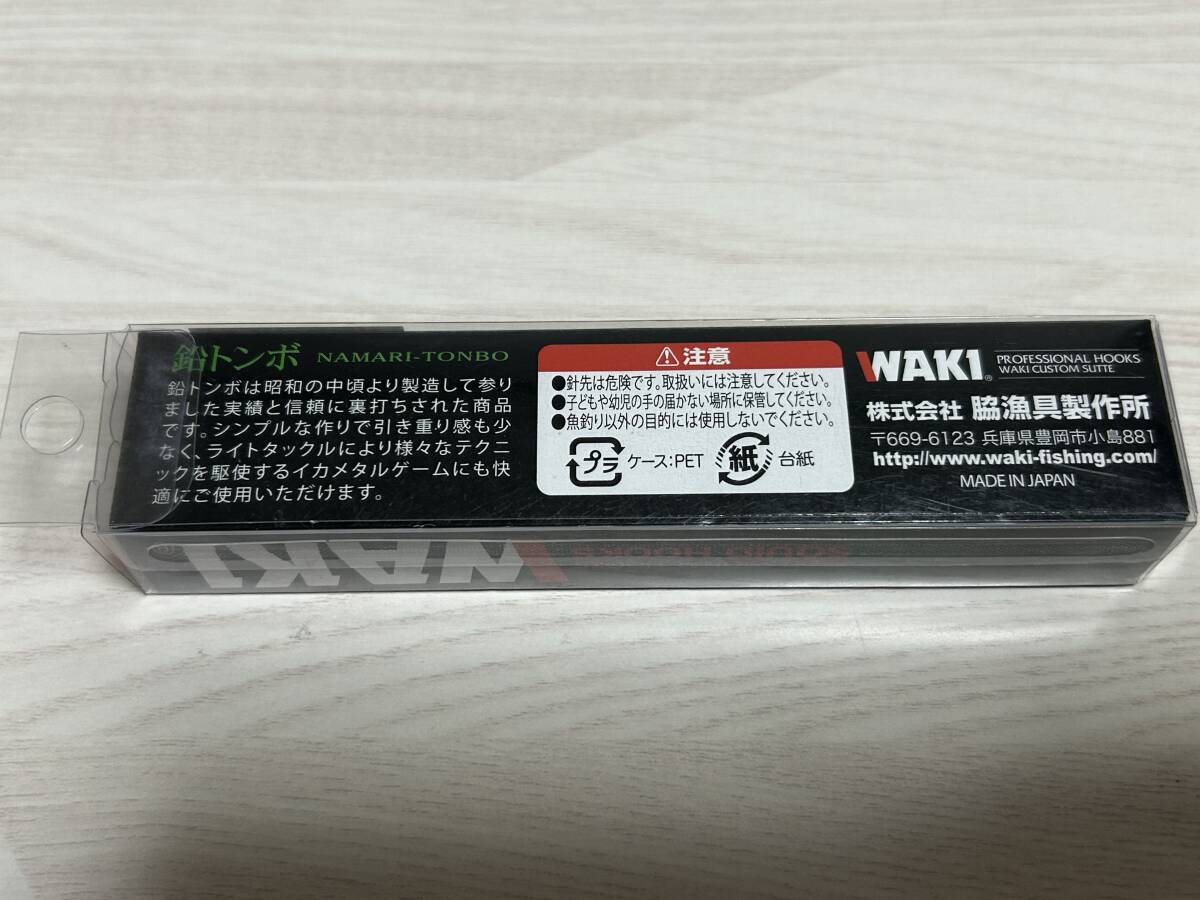 鉛トンボ NAMARI-TONBO
鉛トンボは昭和の中頃より製造して参り
ました実績と信頼に裏打ちされた商品
です。シンプルな作りで引き重り感も少
なく、ライトタックルにより様々なテクニ
ックを駆使するイカメタルゲームにも快
適にご使用いただけます。
⚠注意
●針先は危険です。取扱いには注意してください。
●子どもや幼児の手の届かない場所に保管してください。
●魚釣り以外の目的には使用しないでください。
プラ ケース:PET 紙 台紙
WAKI® PROFESSIONAL HOOKS
WAKI CUSTOM SUTTE
株式会社 脇漁具製作所
〒669-6123 兵庫県豊岡市小島881
http://www.waki-fishing.com/
MADE IN JAPAN
WAKI
SQUID HOOKS